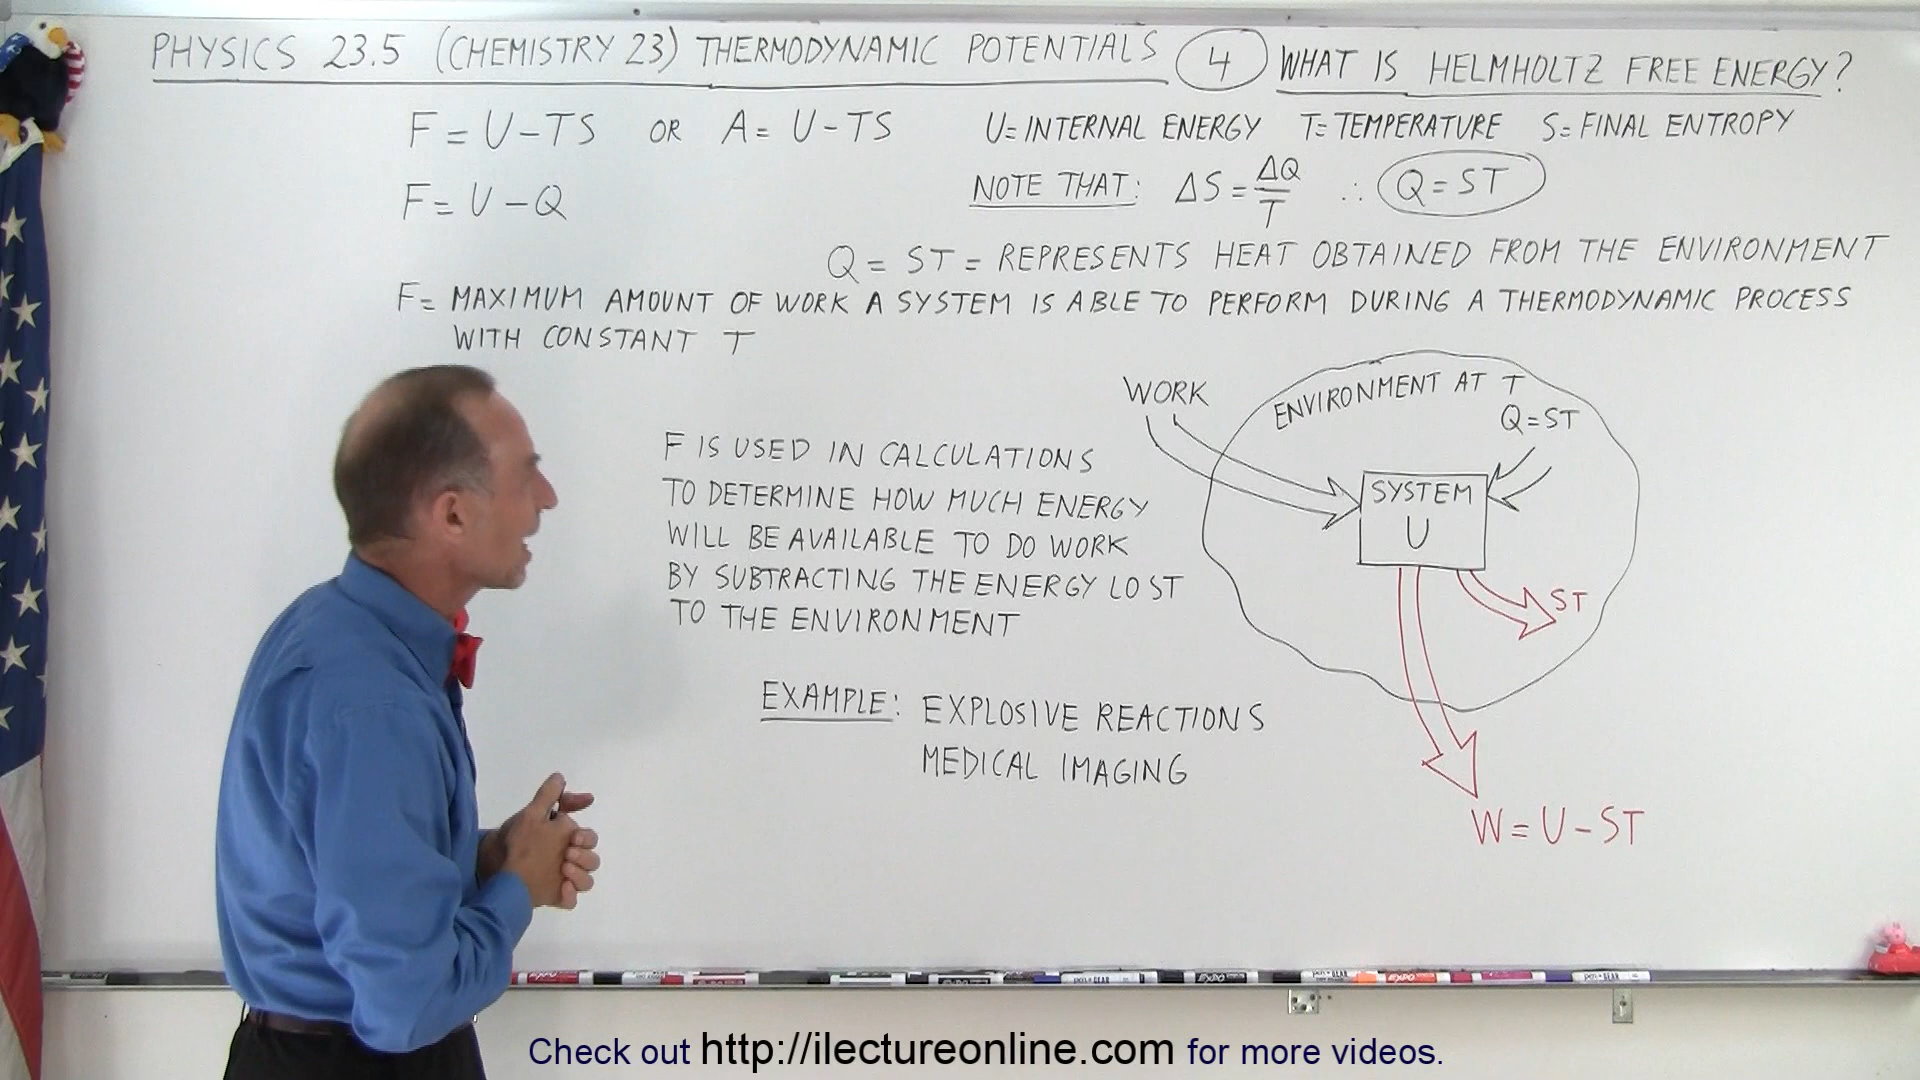 PHYSICS 23.5 (CHEMISTRY 23) THERMODYNAMIC POTENTIALS 4 WHAT IS HELMHOLTZ FREE ENERGY?
F = U - TS OR A = U - TS U = INTERNAL ENERGY T = TEMPERATURE S = FINAL ENTROPY
F = U - Q NOTE THAT: ΔS = ΔQ/T ∴ Q = ST
Q = ST = REPRESENTS HEAT OBTAINED FROM THE ENVIRONMENT
F = MAXIMUM AMOUNT OF WORK A SYSTEM IS ABLE TO PERFORM DURING A THERMODYNAMIC PROCESS
WITH CONSTANT T
F IS USED IN CALCULATIONS
TO DETERMINE HOW MUCH ENERGY
WILL BE AVAILABLE TO DO WORK
BY SUBTRACTING THE ENERGY LOST
TO THE ENVIRONMENT
EXAMPLE: EXPLOSIVE REACTIONS
MEDICAL IMAGING
WORK
ENVIRONMENT AT T
Q = ST
SYSTEM
U
ST
W = U - ST
Check out http://ilectureonline.com for more videos.